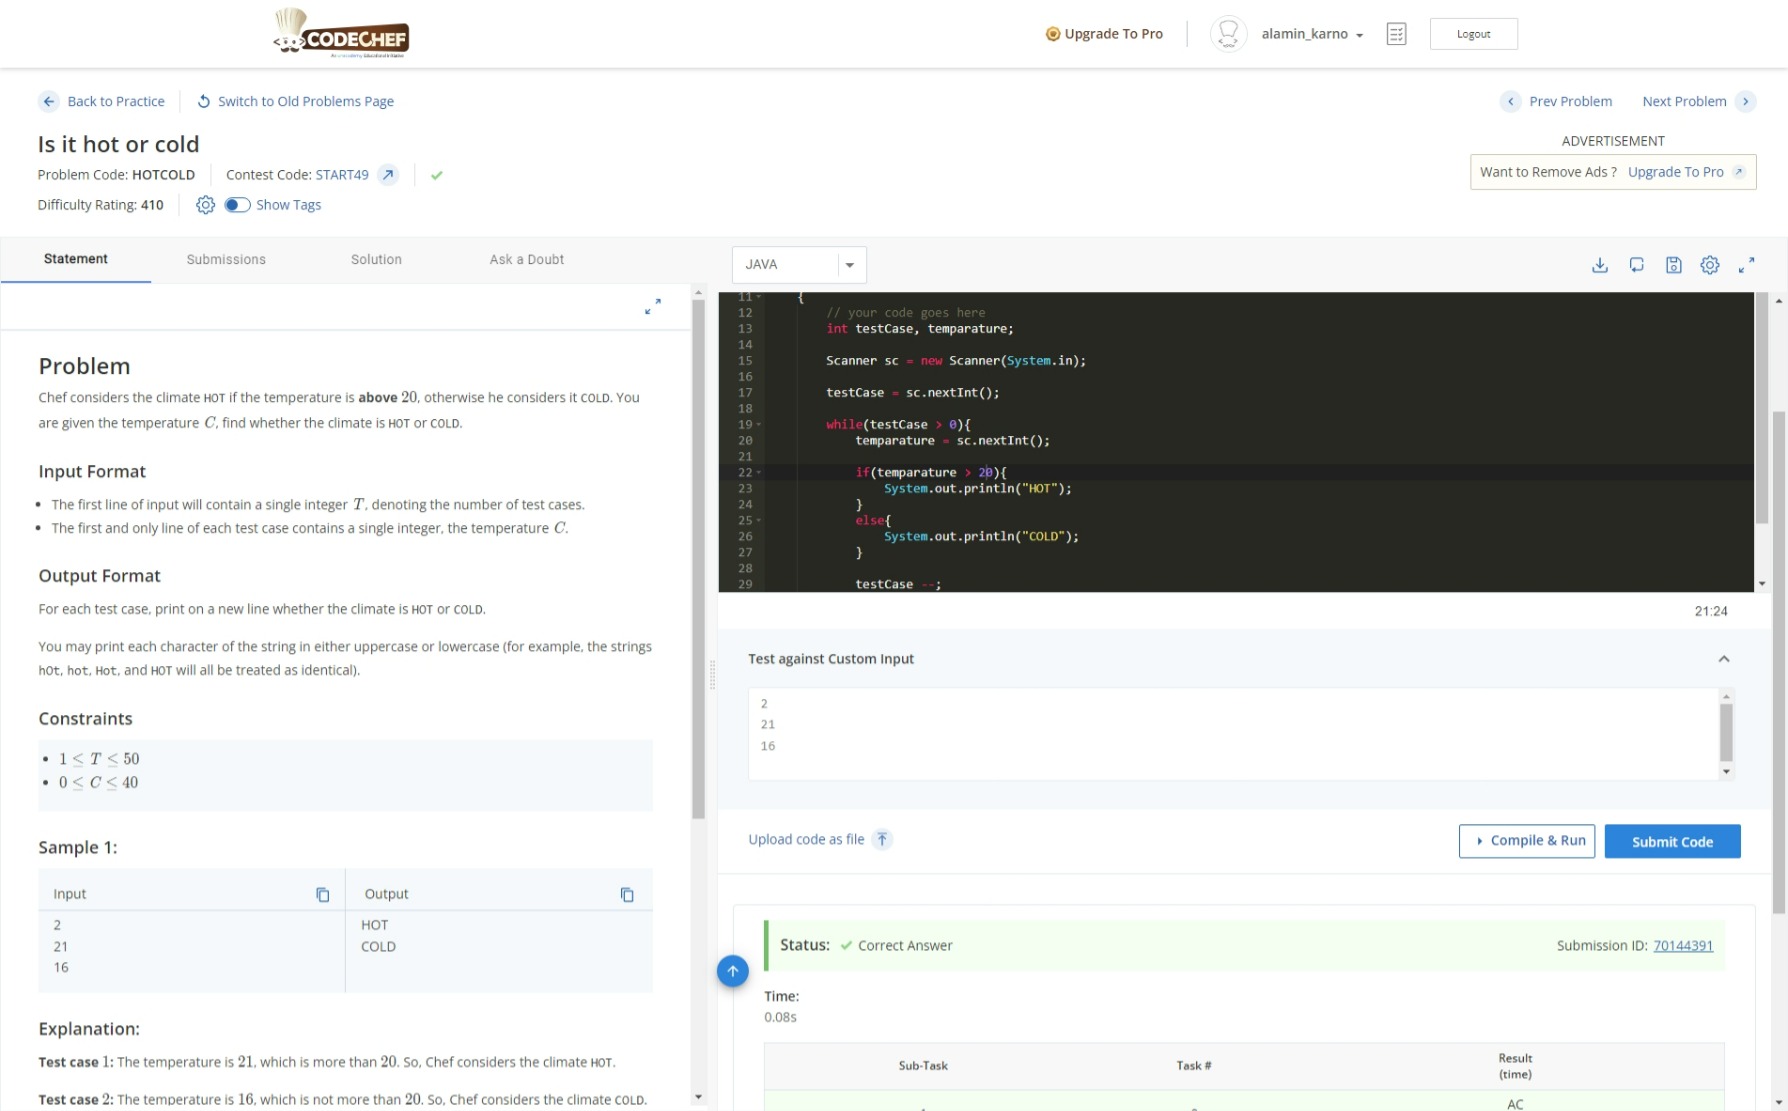 CODECHEF
Upgrade To Pro
alamin_karno
Logout
Back to Practice
Switch to Old Problems Page
Prev Problem
Next Problem
Is it hot or cold
ADVERTISEMENT
Problem Code: HOTCOLD
Contest Code: START49
Want to Remove Ads ? Upgrade To Pro
Difficulty Rating: 410
Show Tags
Statement
Submissions
Solution
Ask a Doubt
JAVA
Problem
Chef considers the climate HOT if the temperature is above 20, otherwise he considers it COLD. You
are given the temperature C, find whether the climate is HOT or COLD.
Input Format
• The first line of input will contain a single integer T, denoting the number of test cases.
• The first and only line of each test case contains a single integer, the temperature C.
Output Format
For each test case, print on a new line whether the climate is HOT or COLD.
You may print each character of the string in either uppercase or lowercase (for example, the strings
hOt, hot, Hot, and HOT will all be treated as identical).
Constraints
• 1 ≤ T ≤ 50
• 0 ≤ C ≤ 40
Sample 1:
Input
Output
2
21
16
HOT
COLD
Explanation:
Test case 1: The temperature is 21, which is more than 20. So, Chef considers the climate HOT.
Test case 2: The temperature is 16, which is not more than 20. So, Chef considers the climate COLD.
11 {
12 // your code goes here
13 int testCase, temparature;
14
15 Scanner sc = new Scanner(System.in);
16
17 testCase = sc.nextInt();
18
19 while(testCase > 0){
20 temparature = sc.nextInt();
21
22 if(temparature > 20){
23 System.out.println("HOT");
24 }
25 else{
26 System.out.println("COLD");
27 }
28
29 testCase --;
21:24
Test against Custom Input
2
21
16
Upload code as file
Compile & Run
Submit Code
Status: Correct Answer
Submission ID: 70144391
Time:
0.08s
Sub-Task
Task #
Result
(time)
AC